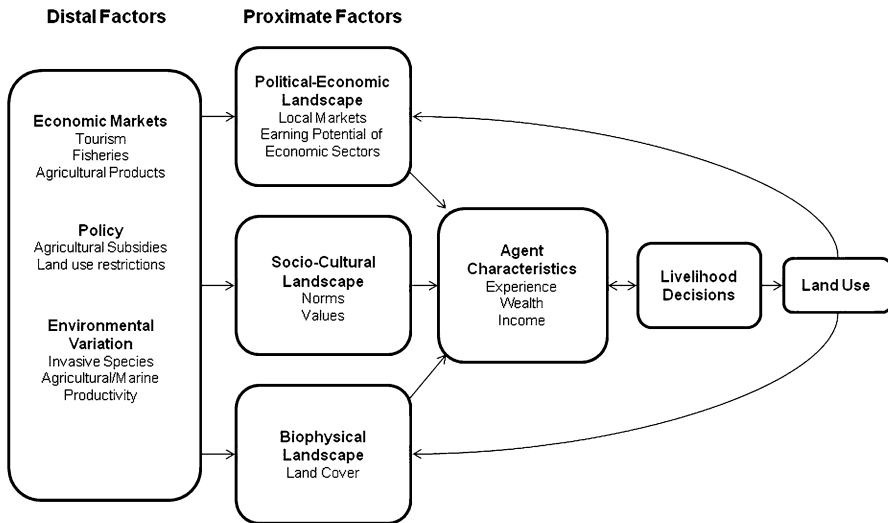 Distal Factors
Proximate Factors
Economic Markets
Tourism
Fisheries
Agricultural Products
Policy
Agricultural Subsidies
Land use restrictions
Environmental
Variation
Invasive Species
Agricultural/Marine
Productivity
Political-Economic
Landscape
Local Markets
Earning Potential of
Economic Sectors
Socio-Cultural
Landscape
Norms
Values
Biophysical
Landscape
Land Cover
Agent
Characteristics
Experience
Wealth
Income
Livelihood
Decisions
Land Use